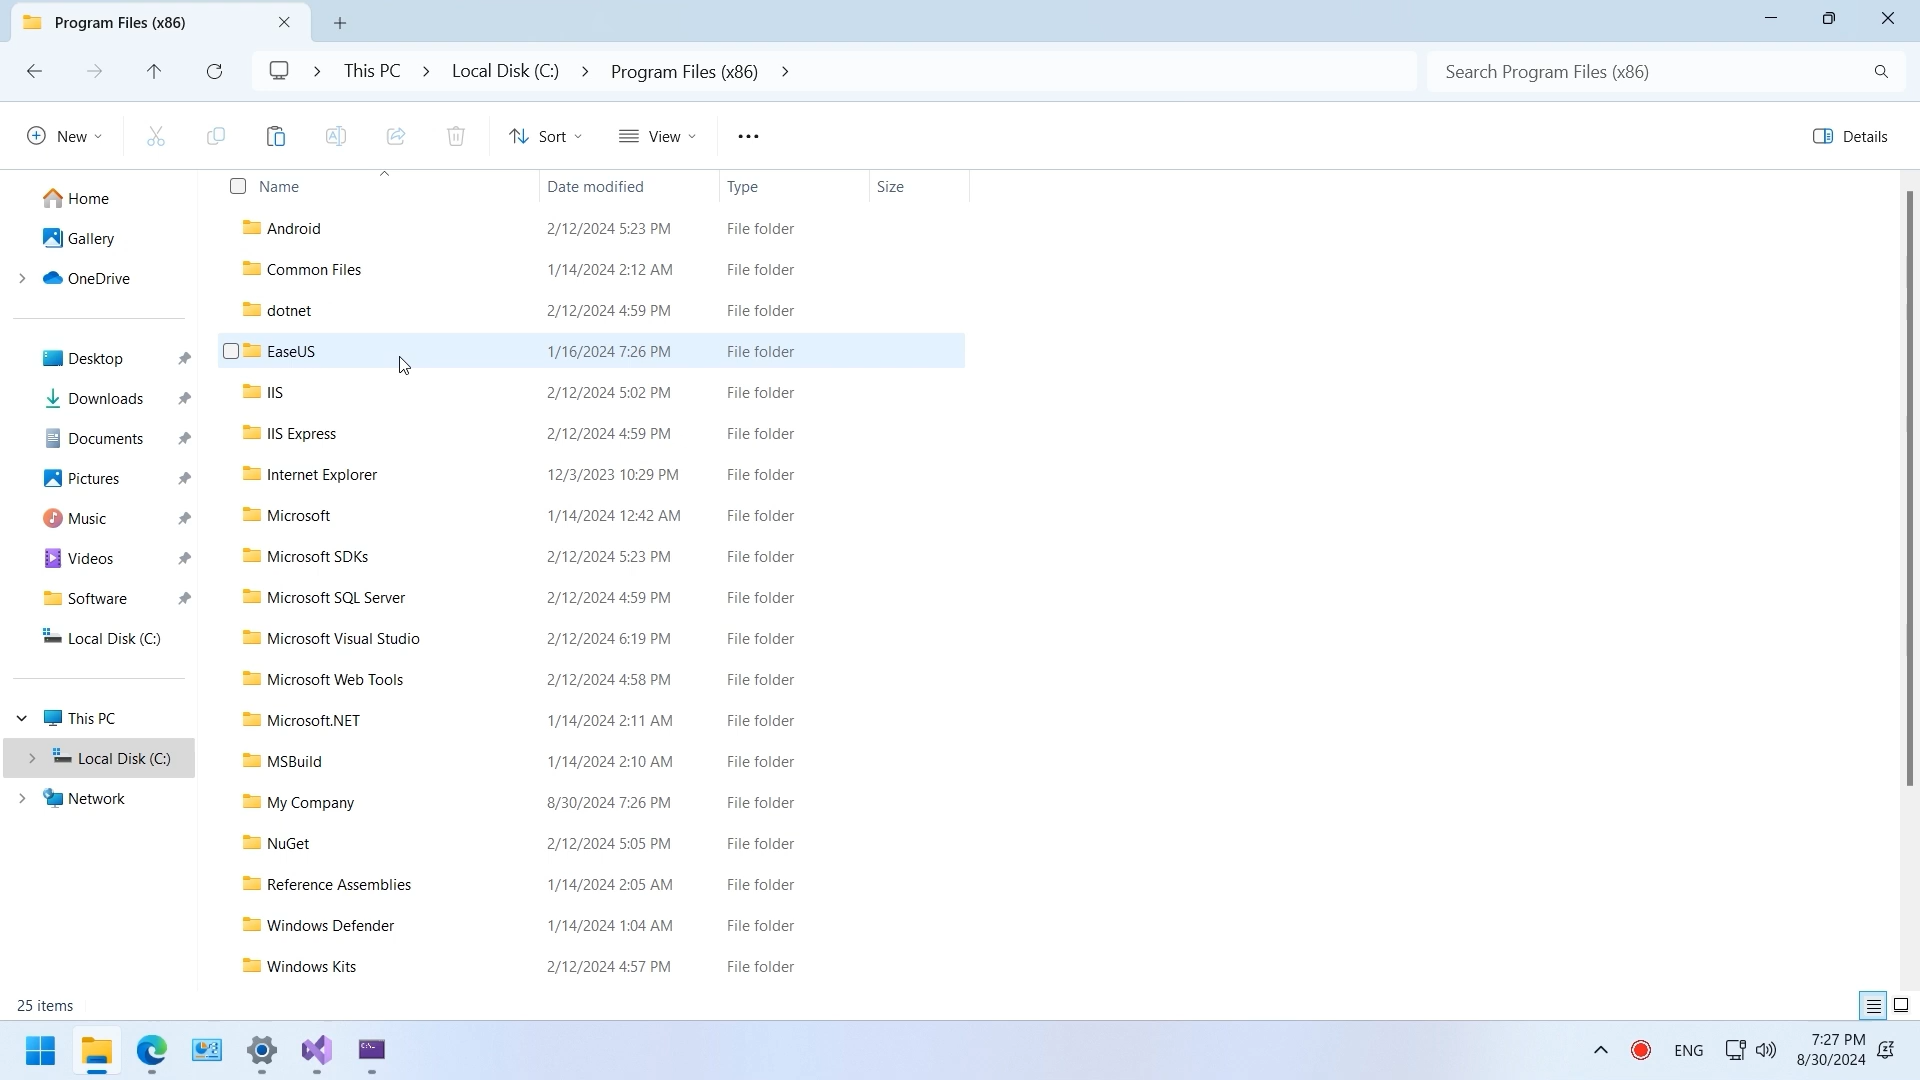 Program Files (x86)
This PC
Local Disk (C:)
Program Files (x86)
Search Program Files (x86)
New
Sort
View
Details
Home
Gallery
OneDrive
Desktop
Downloads
Documents
Pictures
Music
Videos
Software
Local Disk (C:)
This PC
Local Disk (C:)
Network
Name Date modified Type Size
Android 2/12/2024 5:23 PM File folder
Common Files 1/14/2024 2:12 AM File folder
dotnet 2/12/2024 4:59 PM File folder
EaseUS 1/16/2024 7:26 PM File folder
IIS 2/12/2024 5:02 PM File folder
IIS Express 2/12/2024 4:59 PM File folder
Internet Explorer 12/3/2023 10:29 PM File folder
Microsoft 1/14/2024 12:42 AM File folder
Microsoft SDKs 2/12/2024 5:23 PM File folder
Microsoft SQL Server 2/12/2024 4:59 PM File folder
Microsoft Visual Studio 2/12/2024 6:19 PM File folder
Microsoft Web Tools 2/12/2024 4:58 PM File folder
Microsoft.NET 1/14/2024 2:11 AM File folder
MSBuild 1/14/2024 2:10 AM File folder
My Company 8/30/2024 7:26 PM File folder
NuGet 2/12/2024 5:05 PM File folder
Reference Assemblies 1/14/2024 2:05 AM File folder
Windows Defender 1/14/2024 1:04 AM File folder
Windows Kits 2/12/2024 4:57 PM File folder
25 items
ENG
7:27 PM
8/30/2024